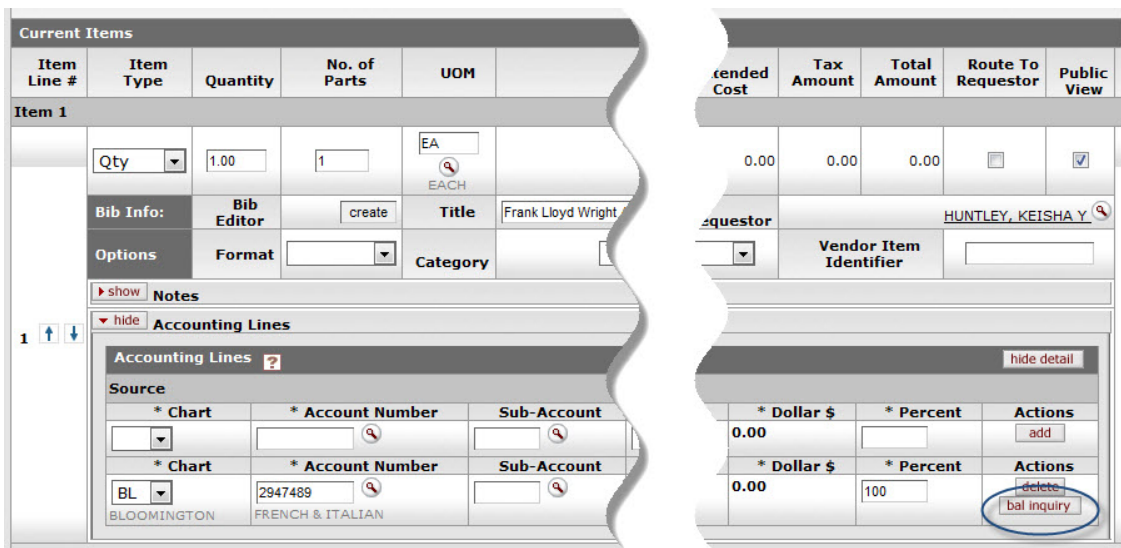 Current Items
Item Line # Item Type Quantity No. of Parts UOM Cost Tax Amount Total Amount Route To Requestor Public View
Item 1
Qty 1.00 1 EA 0.00 0.00 0.00
EACH
Bib Info: Bib Editor create Title Frank Lloyd Wright HUNTLEY, KEISHA Y
Options Format Category Vendor Item Identifier
show Notes
1 hide Accounting Lines
Accounting Lines ? hide detail
Source
* Chart * Account Number Sub-Account * Dollar $ * Percent Actions
0.00 add
* Chart * Account Number Sub-Account * Dollar $ * Percent Actions
BL 2947489 0.00 100 delete
BLOOMINGTON FRENCH & ITALIAN bal inquiry